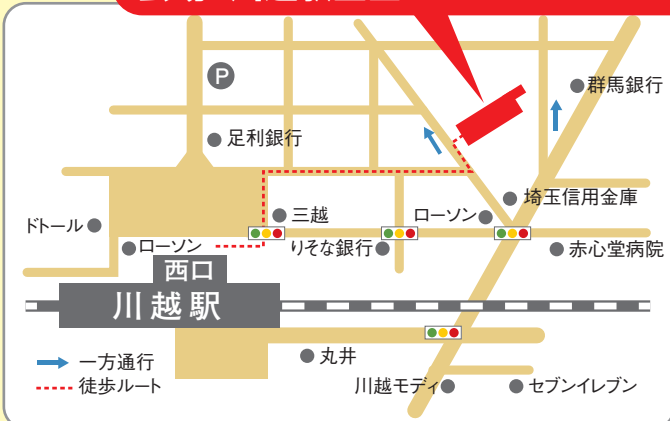 P
群馬銀行
足利銀行
埼玉信用金庫
三越
ローソン
ドトール
ローソン
りそな銀行
赤心堂病院
西口
川越駅
丸井
一方通行
徒歩ルート
川越モディ
セブンイレブン